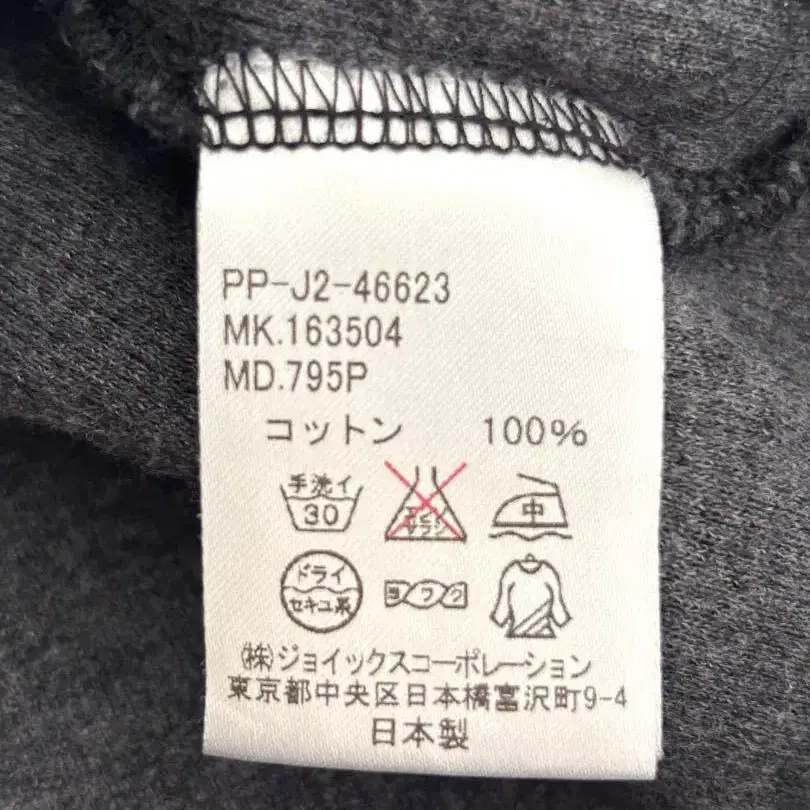 PP-J2-46623
MK.163504
MD.795P
コットン 100%
手洗イ
30
中
ドライ
セキユ系
ヨワク
(株)ジョイックスコーポレーション
東京都中央区日本橋富沢町9-4
日本製